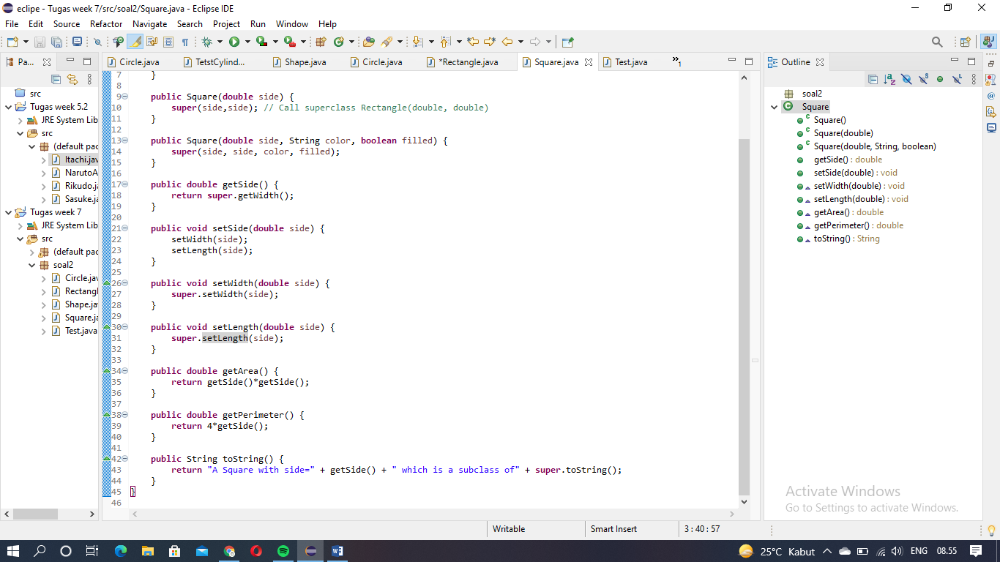 eclipe - Tugas week 7/src/soal2/Square.java - Eclipse IDE
File Edit Source Refactor Navigate Search Project Run Window Help
Pa...
Circle.java TetstCylind... Shape.java Circle.java *Rectangle.java Square.java Test.java »1
Outline
src
Tugas week 5.2
JRE System Lib
src
(default pac
Itachi.jav
NarutoA
Rikudo.ja
Sasuke.ja
Tugas week 7
JRE System Lib
src
(default pac
soal2
Circle.jav
Rectangl
Shape.ja
Square.ja
Test.java
7 }
8
9 public Square(double side) {
10 super(side,side); // Call superclass Rectangle(double, double)
11 }
12
13 public Square(double side, String color, boolean filled) {
14 super(side, side, color, filled);
15 }
16
17 public double getSide() {
18 return super.getWidth();
19 }
20
21 public void setSide(double side) {
22 setWidth(side);
23 setLength(side);
24 }
25
26 public void setWidth(double side) {
27 super.setWidth(side);
28 }
29
30 public void setLength(double side) {
31 super.setLength(side);
32 }
33
34 public double getArea() {
35 return getSide()*getSide();
36 }
37
38 public double getPerimeter() {
39 return 4*getSide();
40 }
41
42 public String toString() {
43 return "A Square with side=" + getSide() + " which is a subclass of" + super.toString();
44 }
45 }
46
soal2
Square
Square()
Square(double)
Square(double, String, boolean)
getSide() : double
setSide(double) : void
setWidth(double) : void
setLength(double) : void
getArea() : double
getPerimeter() : double
toString() : String
Activate Windows
Go to Settings to activate Windows.
Writable Smart Insert 3 : 40 : 57
25°C Kabut ENG 08.55